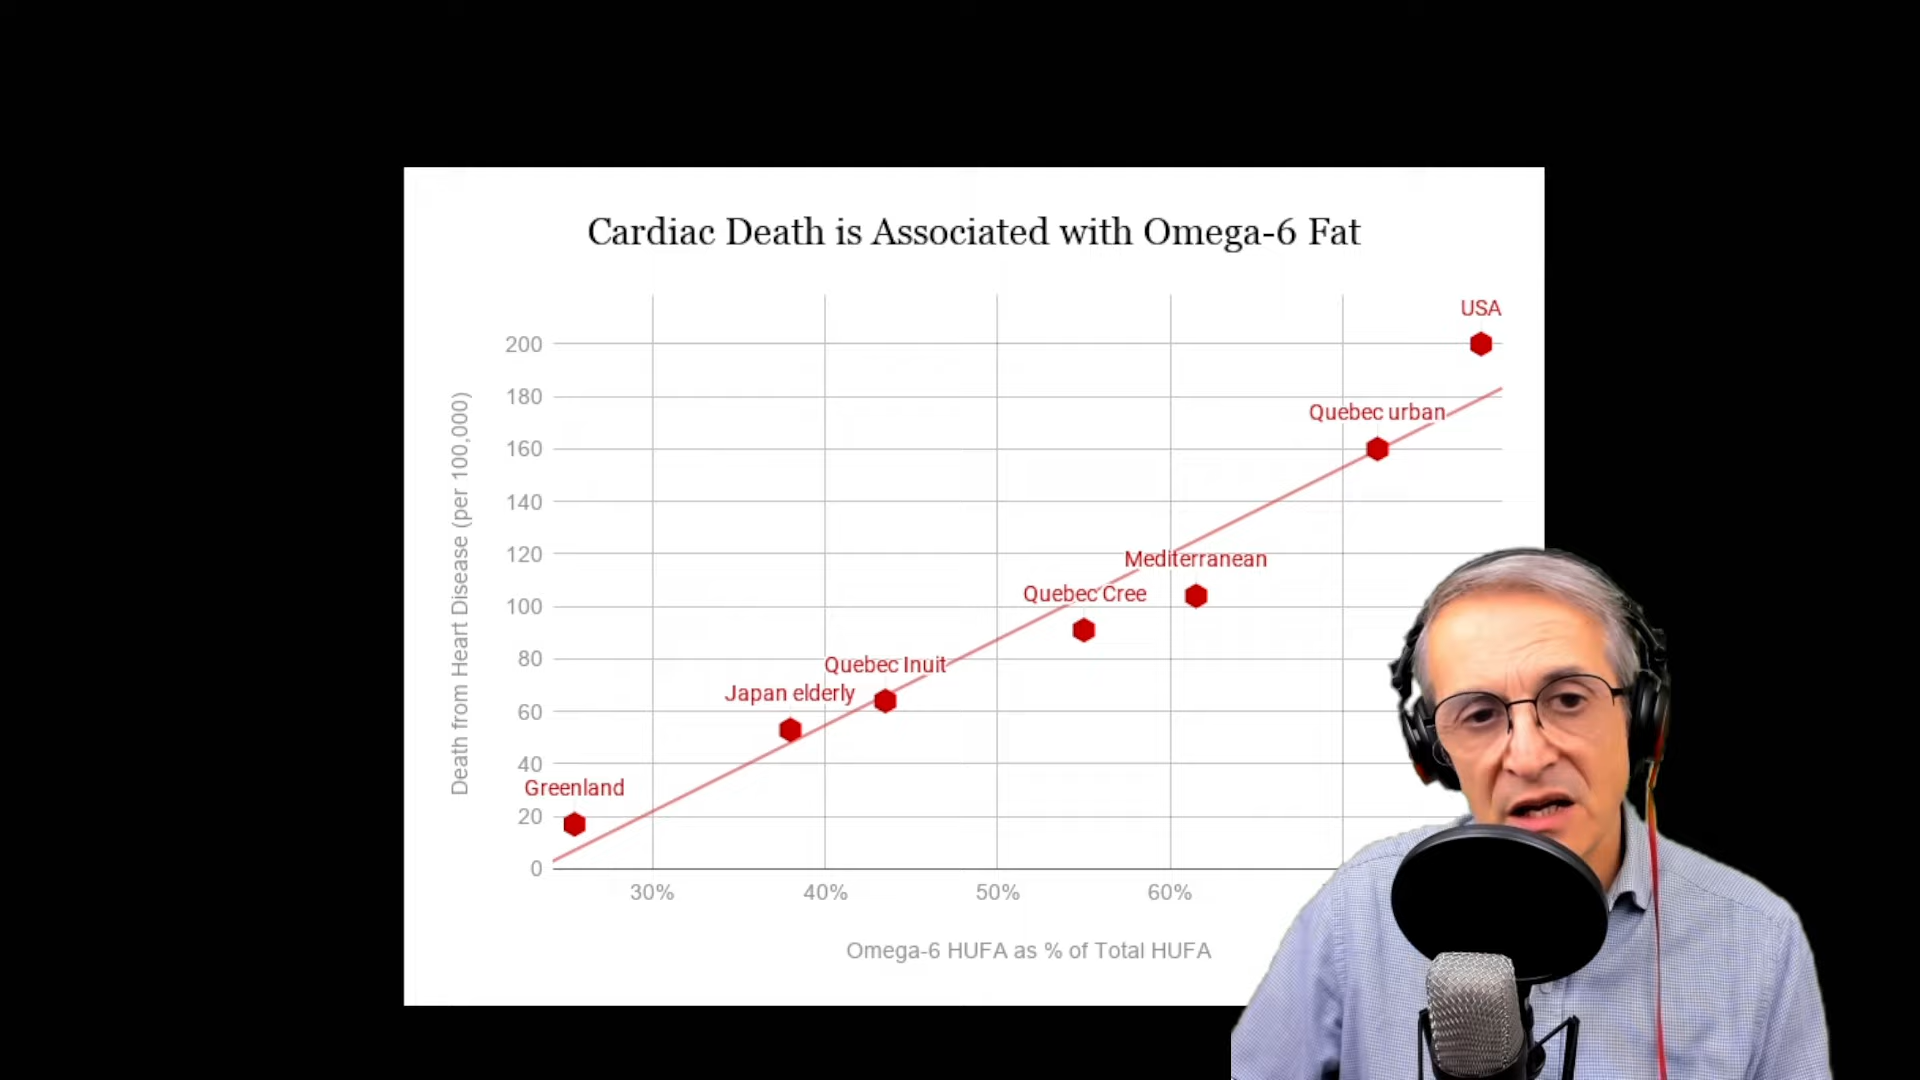 Cardiac Death is Associated with Omega-6 Fat
USA
200
180
Quebec urban
160
140
120
Mediterranean
Quebec Cree
100
80
Quebec Inuit
Japan elderly
60
40
Greenland
20
0
30%
40%
50%
60%
Death from Heart Disease (per 100,000)
Omega-6 HUFA as % of Total HUFA